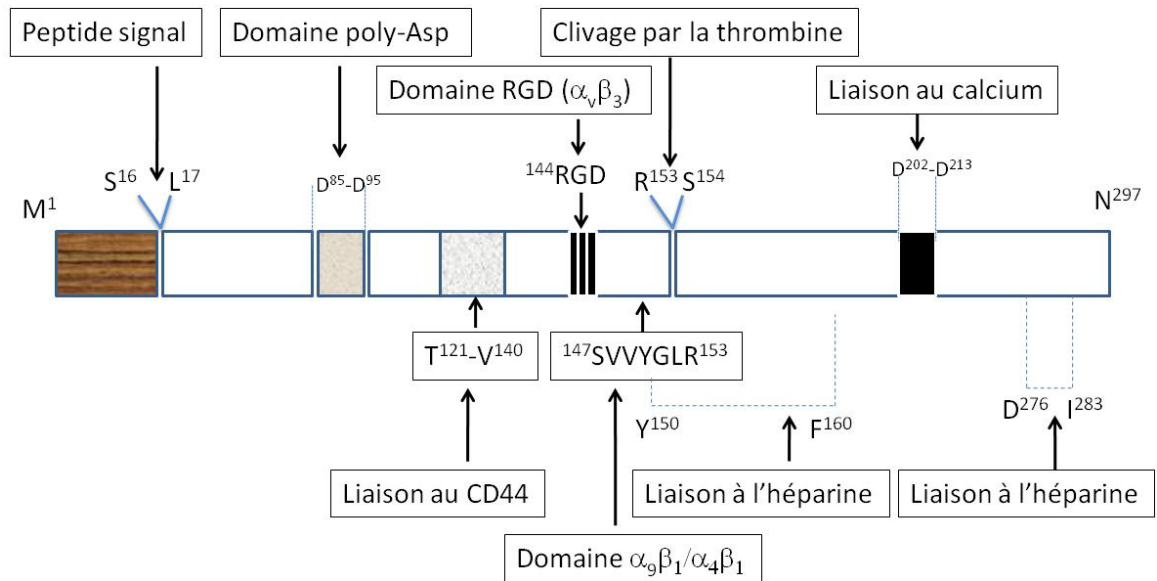 Peptide signal
Domaine poly-Asp
Clivage par la thrombine
Domaine RGD (αᵥβ₃)
Liaison au calcium
S¹⁶ L¹⁷
D⁸⁵-D⁹⁵
¹⁴⁴RGD
R¹⁵³ S¹⁵⁴
D²⁰²-D²¹³
M¹
N²⁹⁷
T¹²¹-V¹⁴⁰
¹⁴⁷SVVYGLR¹⁵³
Y¹⁵⁰
F¹⁶⁰
D²⁷⁶ I²⁸³
Liaison au CD44
Liaison à l’héparine
Liaison à l’héparine
Domaine α₉β₁/α₄β₁